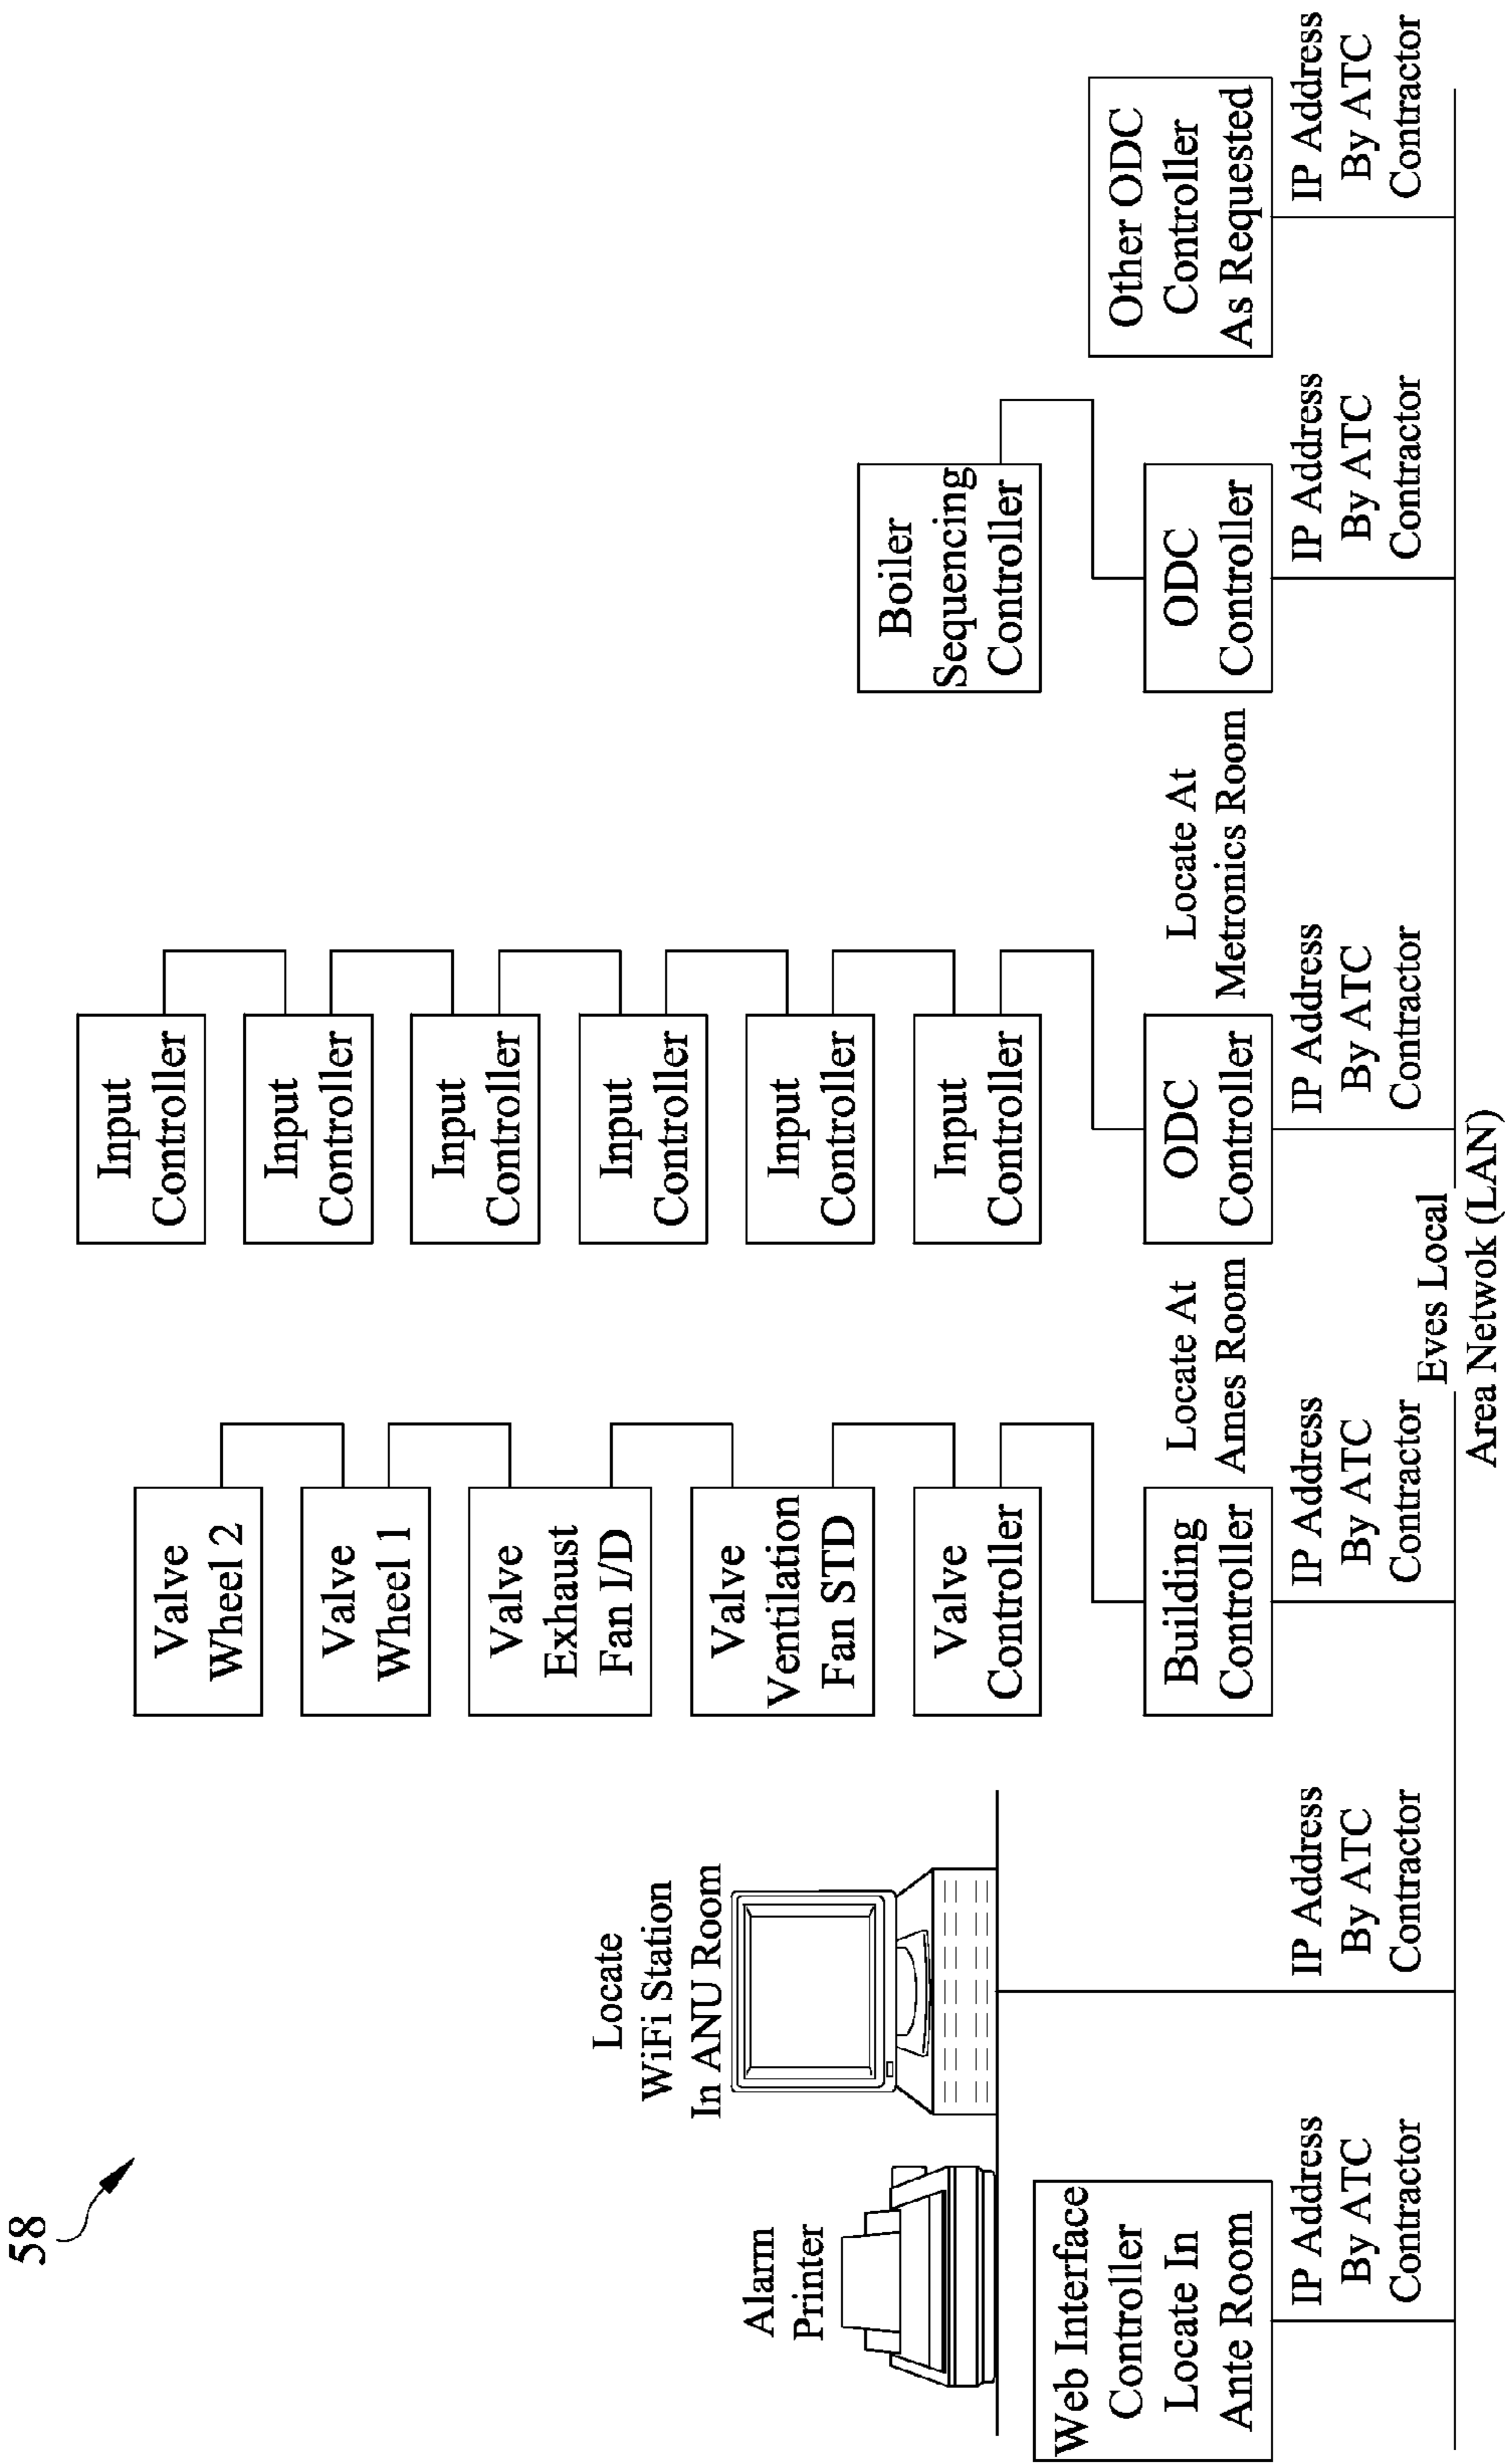 58
Alarm
Printer
Locate
WiFi Station
In ANU Room
Web Interface
Controller
Locate In
Ante Room
IP Address
By ATC
Contractor
IP Address
By ATC
Contractor
Valve
Wheel 2
Valve
Wheel 1
Valve
Exhaust
Fan I/D
Valve
Ventilation
Fan STD
Valve
Controller
Building
Controller
IP Address
By ATC
Contractor
Locate At
Ames Room
Input
Controller
Input
Controller
Input
Controller
Input
Controller
Input
Controller
Input
Controller
ODC
Controller
IP Address
By ATC
Contractor
Locate At
Metronics Room
Boiler
Sequencing
Controller
ODC
Controller
IP Address
By ATC
Contractor
Other ODC
Controller
As Requested
IP Address
By ATC
Contractor
Eves Local
Area Netwok (LAN)